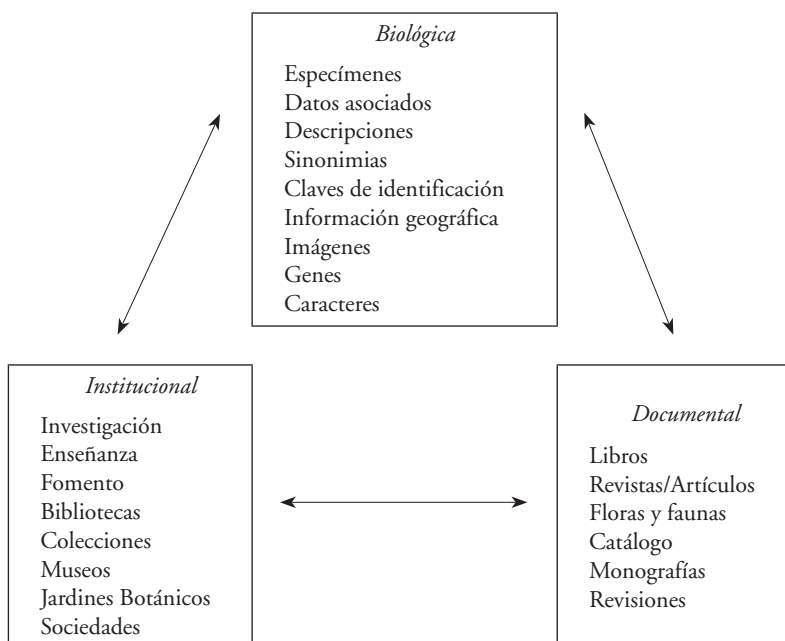 Biológica
Especímenes
Datos asociados
Descripciones
Sinonimias
Claves de identificación
Información geográfica
Imágenes
Genes
Caracteres
Institucional
Investigación
Enseñanza
Fomento
Bibliotecas
Colecciones
Museos
Jardines Botánicos
Sociedades
Documental
Libros
Revistas/Artículos
Floras y faunas
Catálogo
Monografías
Revisiones